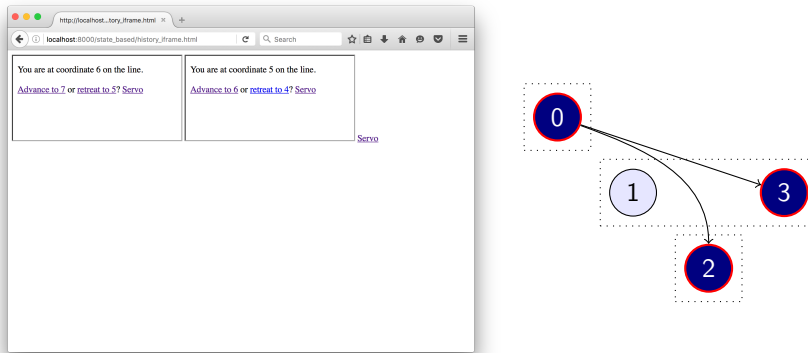 http://localhost...tory_iframe.html × +
localhost:8000/state_based/history_iframe.html
Search
You are at coordinate 6 on the line.
Advance to 7 or retreat to 5? Servo
You are at coordinate 5 on the line.
Advance to 6 or retreat to 4? Servo
Servo
0
1
3
2